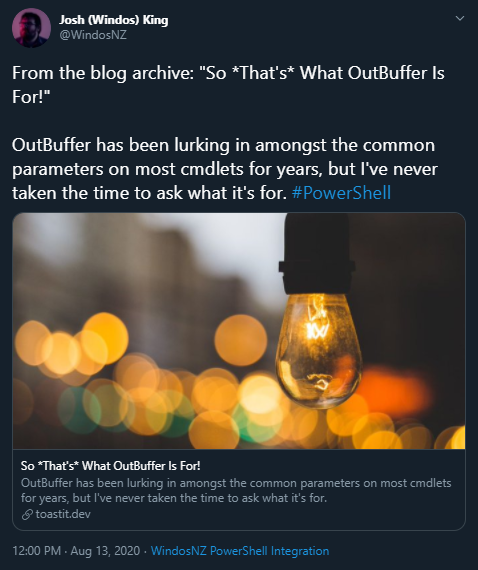 Josh (Windos) King
@WindosNZ
From the blog archive: "So *That's* What OutBuffer Is
For!"
OutBuffer has been lurking in amongst the common
parameters on most cmdlets for years, but I've never
taken the time to ask what it's for. #PowerShell
So *That's* What OutBuffer Is For!
OutBuffer has been lurking in amongst the common parameters on most cmdlets
for years, but I've never taken the time to ask what it's for.
toastit.dev
12:00 PM · Aug 13, 2020 · WindosNZ PowerShell Integration